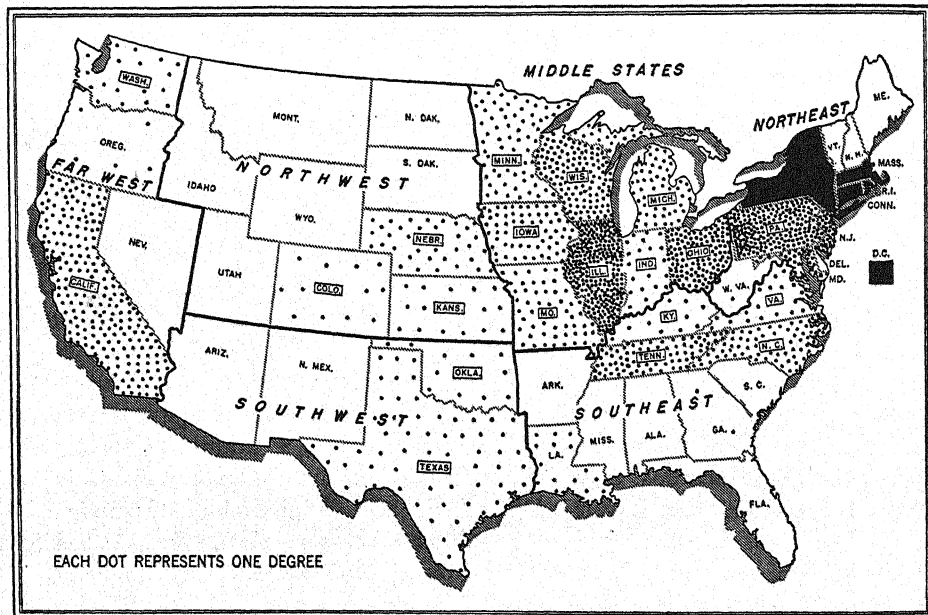 MIDDLE STATES
NORTHEAST
NORTHWEST
FAR WEST
SOUTHWEST
SOUTHEAST
WASH.
OREG.
CALIF.
NEV.
IDAHO
MONT.
WYO.
UTAH
COLO.
ARIZ.
N. MEX.
N. DAK.
S. DAK.
NEBR.
KANS.
OKLA.
TEXAS
MINN.
IOWA
MO.
ARK.
LA.
WIS.
ILL.
MICH.
IND
OHIO
KY.
TENN.
MISS.
ALA.
GA.
FLA.
S. C.
N. C.
VA.
W. VA.
PA.
ME.
VT.
N. H.
MASS.
R.I.
CONN.
N.J.
DEL.
MD.
D.C.
EACH DOT REPRESENTS ONE DEGREE